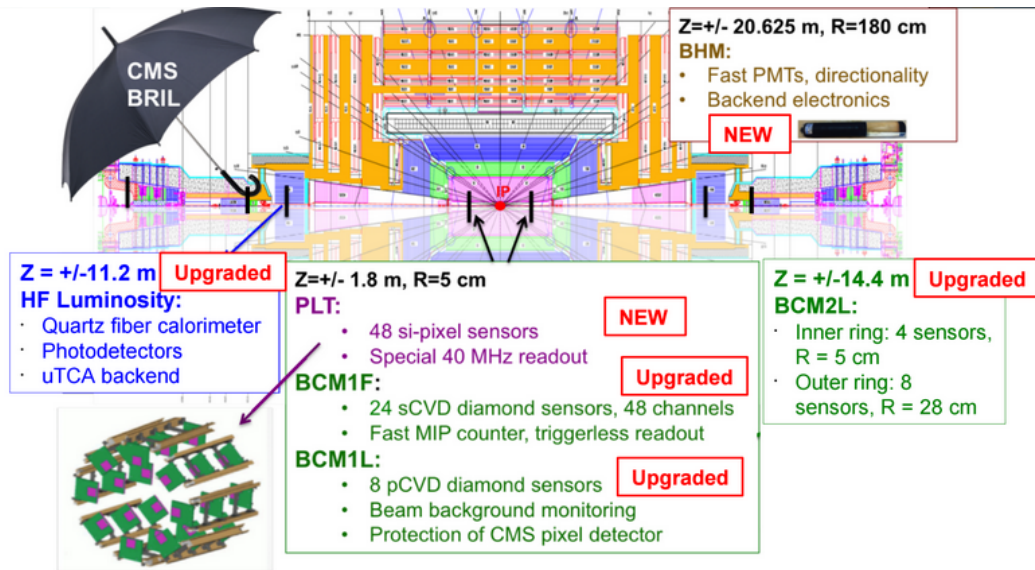 CMS
BRIL
IP
Z=+/- 20.625 m, R=180 cm
BHM:
• Fast PMTs, directionality
• Backend electronics
NEW
Z = +/-11.2 m
Upgraded
HF Luminosity:
· Quartz fiber calorimeter
· Photodetectors
· uTCA backend
Z=+/- 1.8 m, R=5 cm
PLT:
NEW
• 48 si-pixel sensors
• Special 40 MHz readout
BCM1F:
Upgraded
• 24 sCVD diamond sensors, 48 channels
• Fast MIP counter, triggerless readout
BCM1L:
Upgraded
• 8 pCVD diamond sensors
• Beam background monitoring
• Protection of CMS pixel detector
Z = +/-14.4 m
Upgraded
BCM2L:
· Inner ring: 4 sensors,
R = 5 cm
· Outer ring: 8
sensors, R = 28 cm